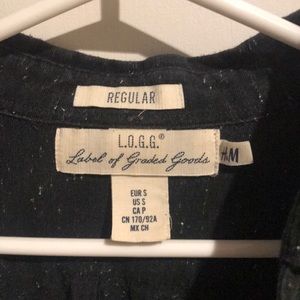 REGULAR
L.O.G.G.®
Label of Graded Goods
H&M
EUR S
US S
CA P
CN 170/92A
MX CH